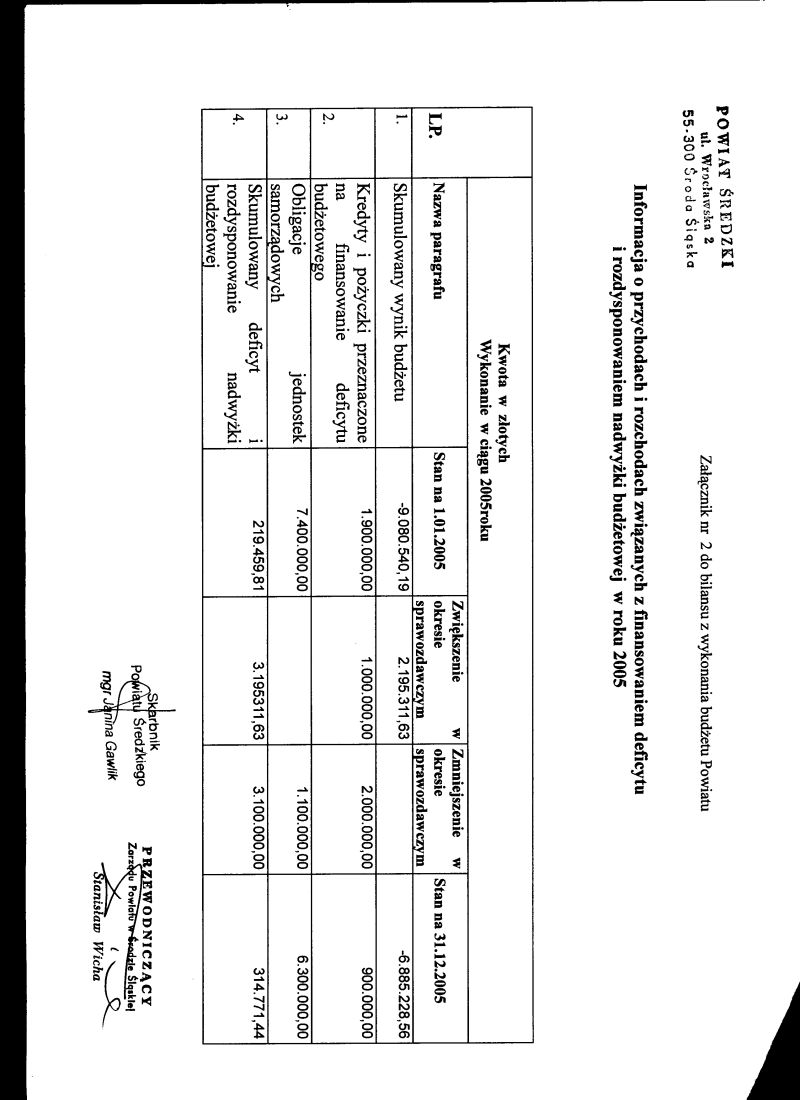 POWIAT ŚREDZKI
ul. Wrocławska 2
55-300 Środa Śląska
Załącznik nr 2 do bilansu z wykonania budżetu Powiatu
Informacja o przychodach i rozchodach związanych z finansowaniem deficytu
i rozdysponowaniem nadwyżki budżetowej w roku 2005
Kwota w złotych
Wykonanie w ciągu 2005roku
LP. Nazwa paragrafu Stan na 1.01.2005 Zwiększenie w okresie sprawozdawczym Zmniejszenie w okresie sprawozdawczym Stan na 31.12.2005
1. Skumulowany wynik budżetu -9.080.540,19 2.195.311,63 -6.885.228,56
2. Kredyty i pożyczki przeznaczone 1.900.000,00 1.000.000,00 2.000.000,00 900.000,00
na finansowanie deficytu
budżetowego
3. Obligacje jednostek 7.400.000,00 1.100.000,00 6.300.000,00
samorządowych
4. Skumulowany deficyt i 219.459,81 3.195311,63 3.100.000,00 314.771,44
rozdysponowanie nadwyżki
budżetowej
Skarbnik
Powiatu Średzkiego
mgr Janina Gawlik
PRZEWODNICZĄCY
Zarządu Powiatu w Środzie Śląskiej
Stanisław Wicha